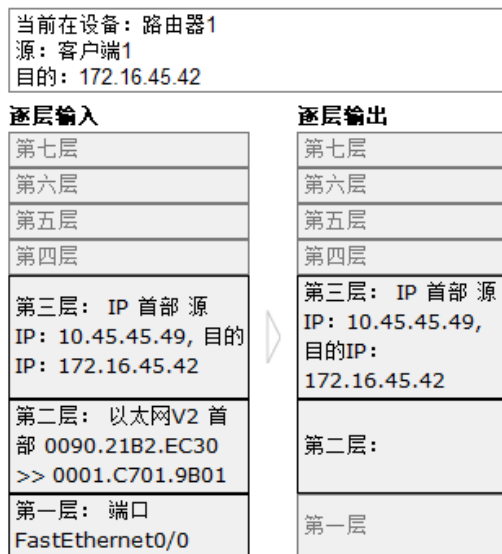 当前在设备：路由器1
源：客户端1
目的：172.16.45.42
逐层输入
第七层
第六层
第五层
第四层
第三层： IP 首部 源
IP: 10.45.45.49, 目的
IP: 172.16.45.42
第二层： 以太网V2 首
部 0090.21B2.EC30
>> 0001.C701.9B01
第一层： 端口
FastEthernet0/0
逐层输出
第七层
第六层
第五层
第四层
第三层： IP 首部 源
IP: 10.45.45.49,
目的IP:
172.16.45.42
第二层：
第一层